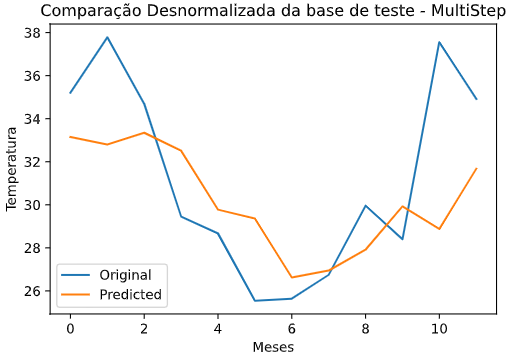 Comparação Desnormalizada da base de teste - MultiStep
38
36
34
32
30
28
26
Temperatura
Original
Predicted
0 2 4 6 8 10
Meses